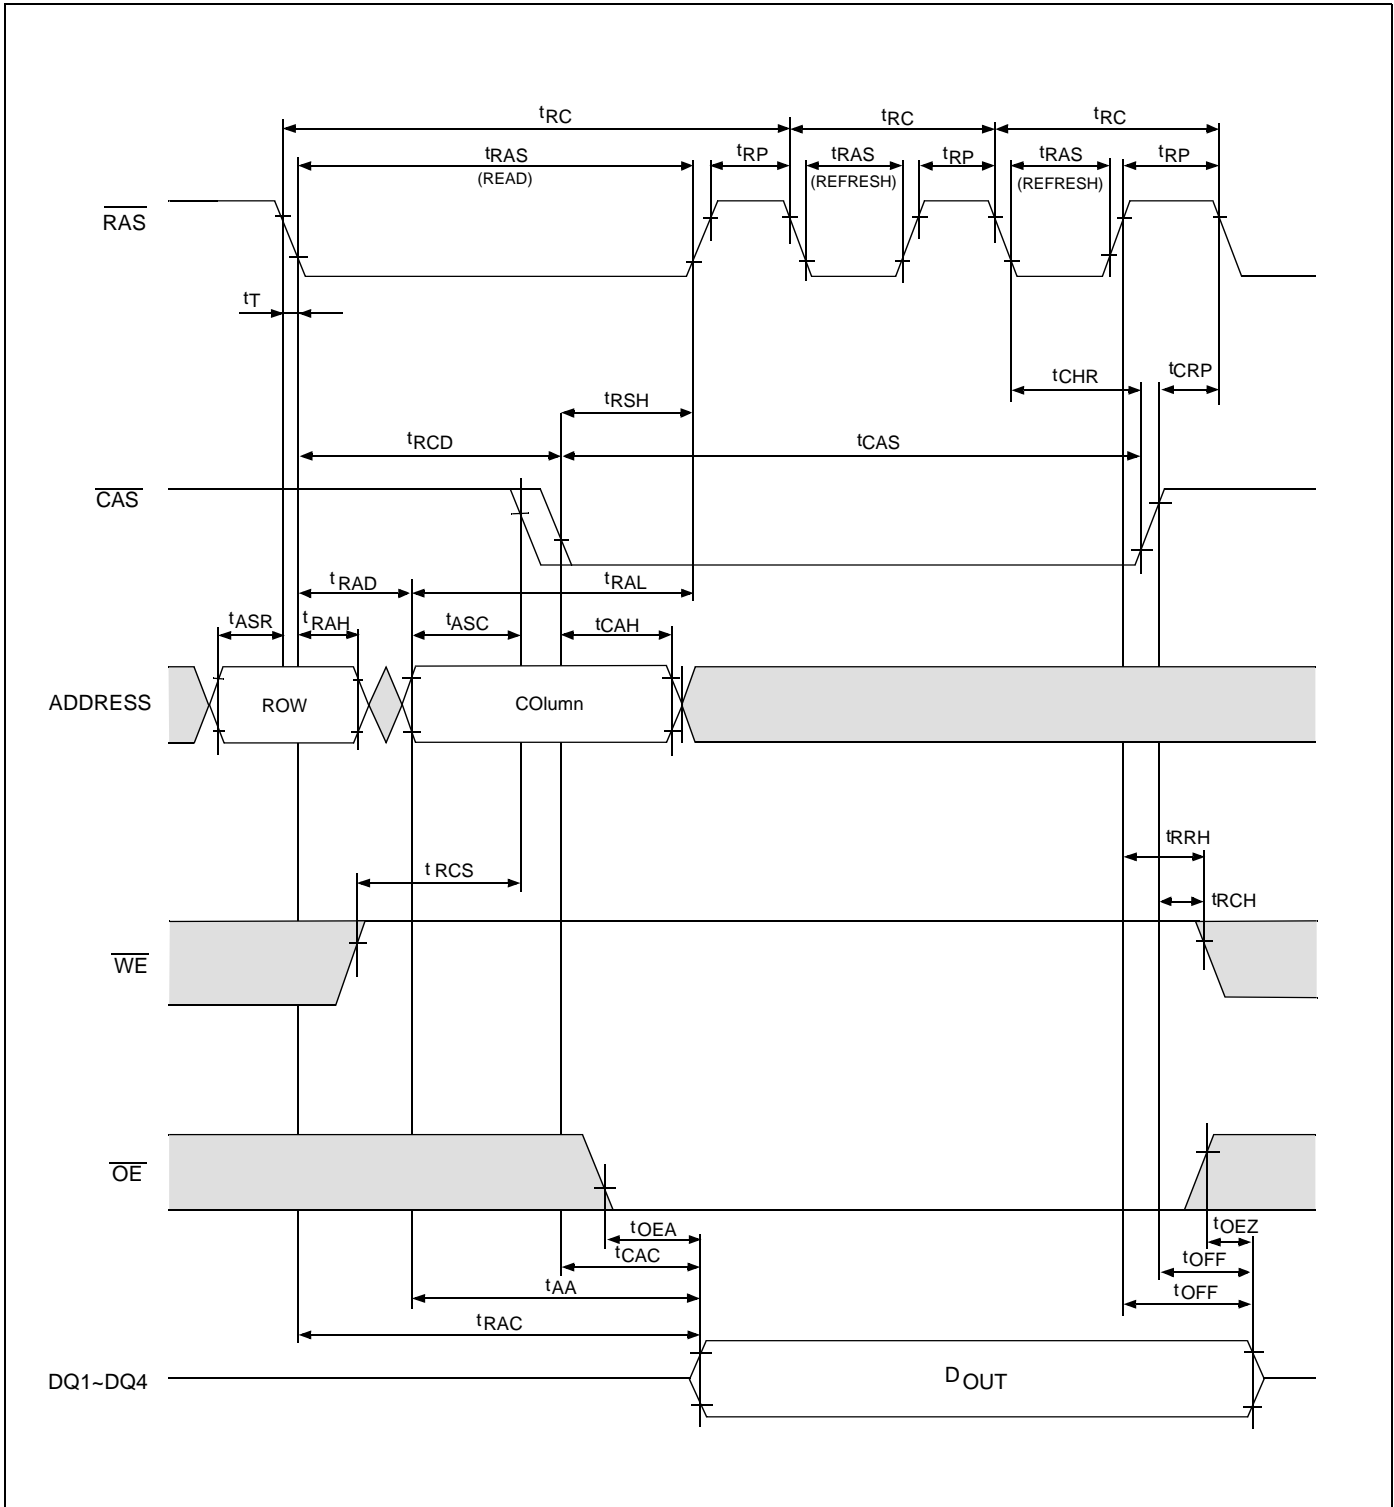 tRC tRC tRC
tRAS tRP tRAS tRP tRAS tRP
(READ) (REFRESH) (REFRESH)
RAS
tT
tCHR tCRP
tRSH
tRCD tCAS
CAS
tRAD tRAL
tASR tRAH tASC tCAH
ADDRESS ROW COlumn
tRRH
tRCS
tRCH
WE
OE
tOEA tOEZ
tCAC tOFF
tAA tOFF
tRAC
DQ1~DQ4 DOUT